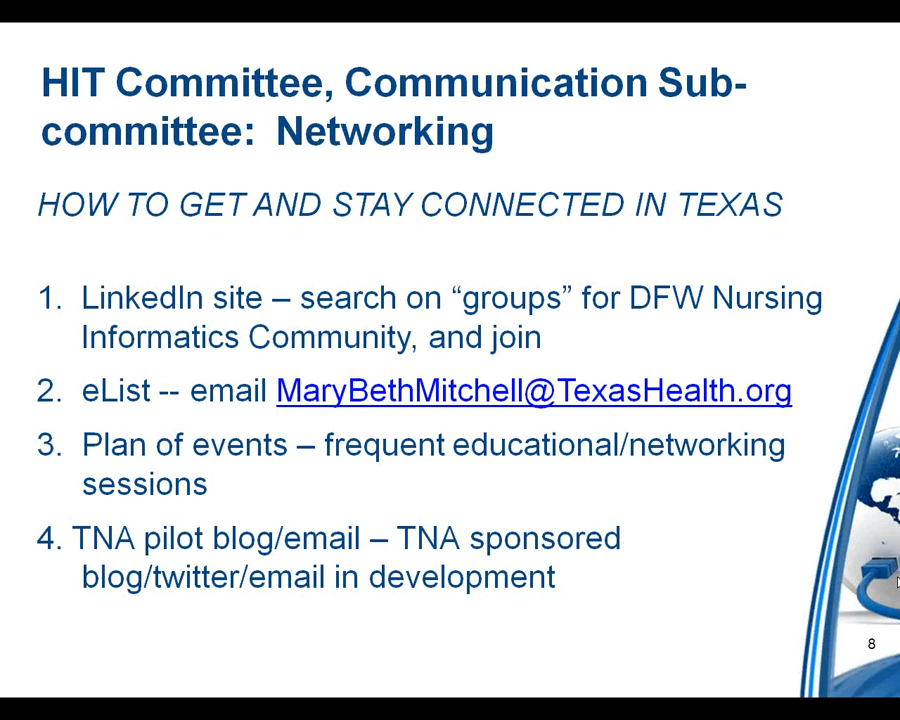 HIT Committee, Communication Sub-
committee:  Networking
HOW TO GET AND STAY CONNECTED IN TEXAS
1. LinkedIn site – search on “groups” for DFW Nursing
Informatics Community, and join
2. eList -- email MaryBethMitchell@TexasHealth.org
3. Plan of events – frequent educational/networking
sessions
4. TNA pilot blog/email – TNA sponsored
blog/twitter/email in development
8